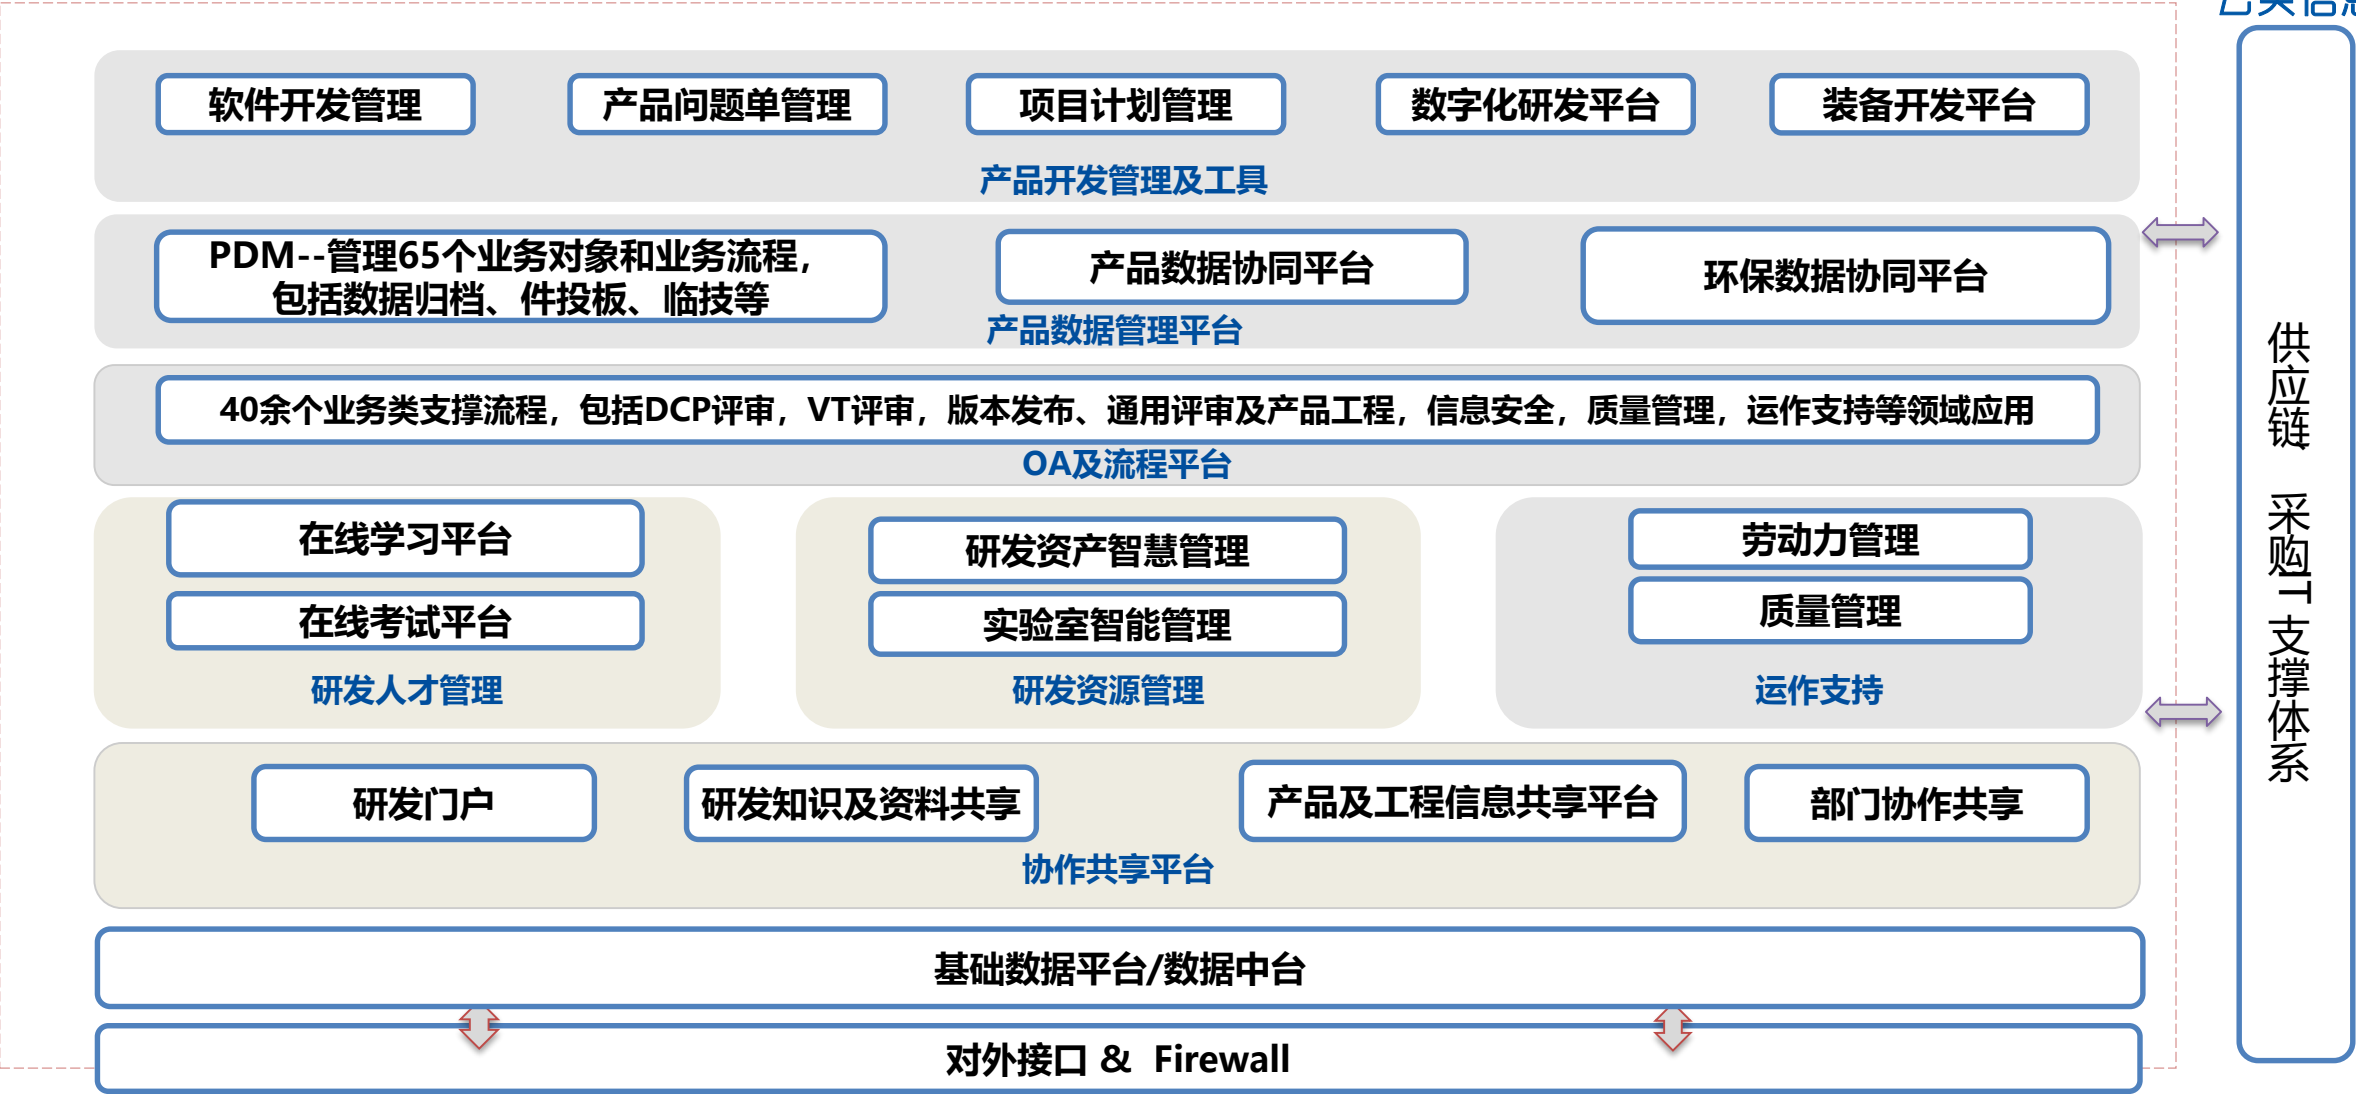 软件开发管理
产品问题单管理
项目计划管理
数字化研发平台
装备开发平台
产品开发管理及工具
PDM--管理65个业务对象和业务流程，
包括数据归档、件投板、临技等
产品数据协同平台
环保数据协同平台
产品数据管理平台
40余个业务类支撑流程，包括DCP评审，VT评审，版本发布、通用评审及产品工程，信息安全，质量管理，运作支持等领域应用
OA及流程平台
在线学习平台
在线考试平台
研发人才管理
研发资产智慧管理
实验室智能管理
研发资源管理
劳动力管理
质量管理
运作支持
研发门户
研发知识及资料共享
产品及工程信息共享平台
部门协作共享
协作共享平台
基础数据平台/数据中台
对外接口 & Firewall
供应链 采购IT支撑体系